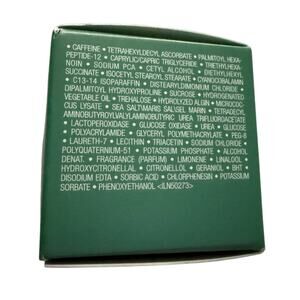 • CAFFEINE • TETRAHEXYLDECYL ASCORBATE • PALMITOYL HEXA-
PEPTIDE-12 • CAPRYLIC/CAPRIC TRIGLYCERIDE • TRIETHYLHEXA-
NOIN • SODIUM PCA • CETYL ALCOHOL • DIETHYLHEXYL
SUCCINATE • ISOCETYL STEAROYL STEARATE • CYANOCOBALAMIN
• C13-14 ISOPARAFFIN • DISTEARYLDIMONIUM CHLORIDE •
DIPALMITOYL HYDROXYPROLINE • SUCROSE • HYDROGENATED
VEGETABLE OIL • TREHALOSE • HYDROLYZED ALGIN • MICROCOC-
CUS LYSATE • SEA SALT/MARIS SAL/SEL MARIN • TETRADECYL
AMINOBUTYROYLVALYLAMINOBUTYRIC UREA TRIFLUOROACETATE
• LACTOPEROXIDASE • GLUCOSE OXIDASE • UREA • GLUCOSE
• POLYACRYLAMIDE • GLYCERYL POLYMETHACRYLATE • PEG-8
• LAURETH-7 • LECITHIN • TRIACETIN • SODIUM CHLORIDE •
POLYQUATERNIUM-51 • POTASSIUM PHOSPHATE • ALCOHOL
DENAT. • FRAGRANCE (PARFUM) • LIMONENE • LINALOOL •
HYDROXYCITRONELLAL • CITRONELLOL • GERANIOL • BHT •
DISODIUM EDTA • SORBIC ACID • CHLORPHENESIN • POTASSIUM
SORBATE • PHENOXYETHANOL <ILN50273>